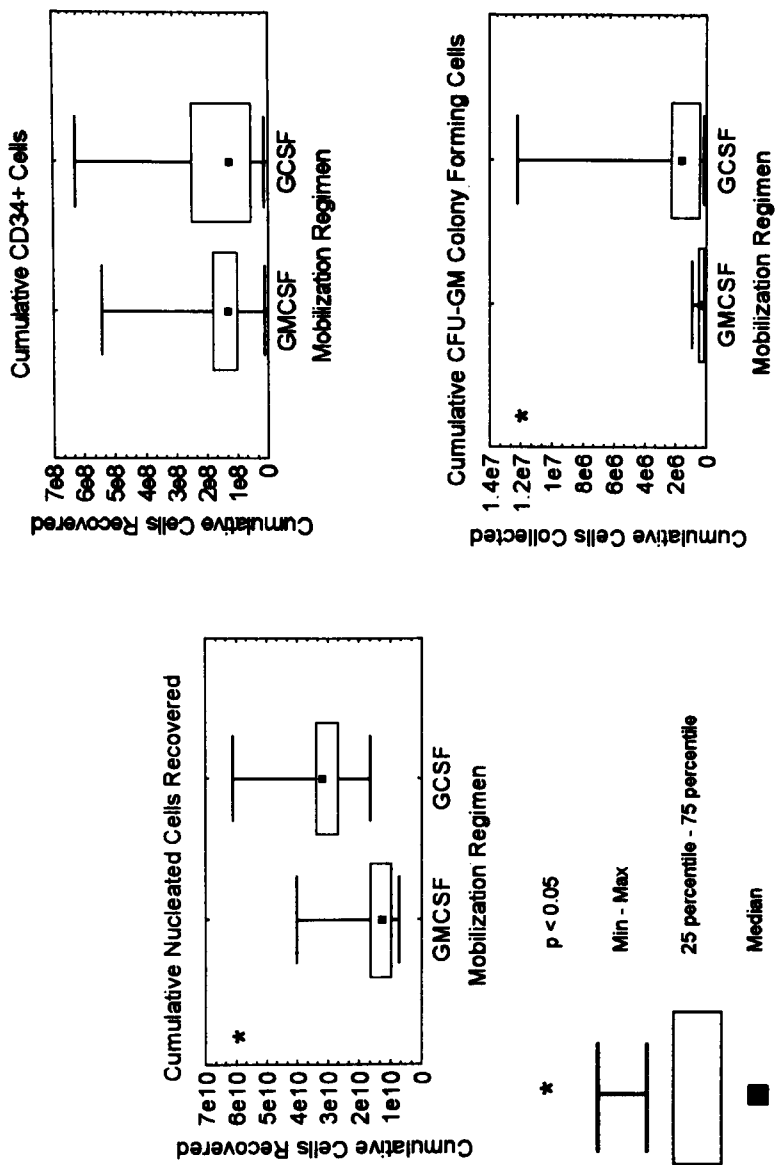 Cumulative Nucleated Cells Recovered
Cumulative Cells Recovered
7e10
6e10
5e10
4e10
3e10
2e10
1e10
0
*
GMCSF GCSF
Mobilization Regimen
Cumulative CD34+ Cells
Cumulative Cells Recovered
7e8
6e8
5e8
4e8
3e8
2e8
1e8
0
GMCSF GCSF
Mobilization Regimen
Cumulative CFU-GM Colony Forming Cells
Cumulative Cells Collected
1.4e7
1.2e7
1e7
8e6
6e6
4e6
2e6
0
*
GMCSF GCSF
Mobilization Regimen
* p < 0.05
Min - Max
25 percentile - 75 percentile
Median